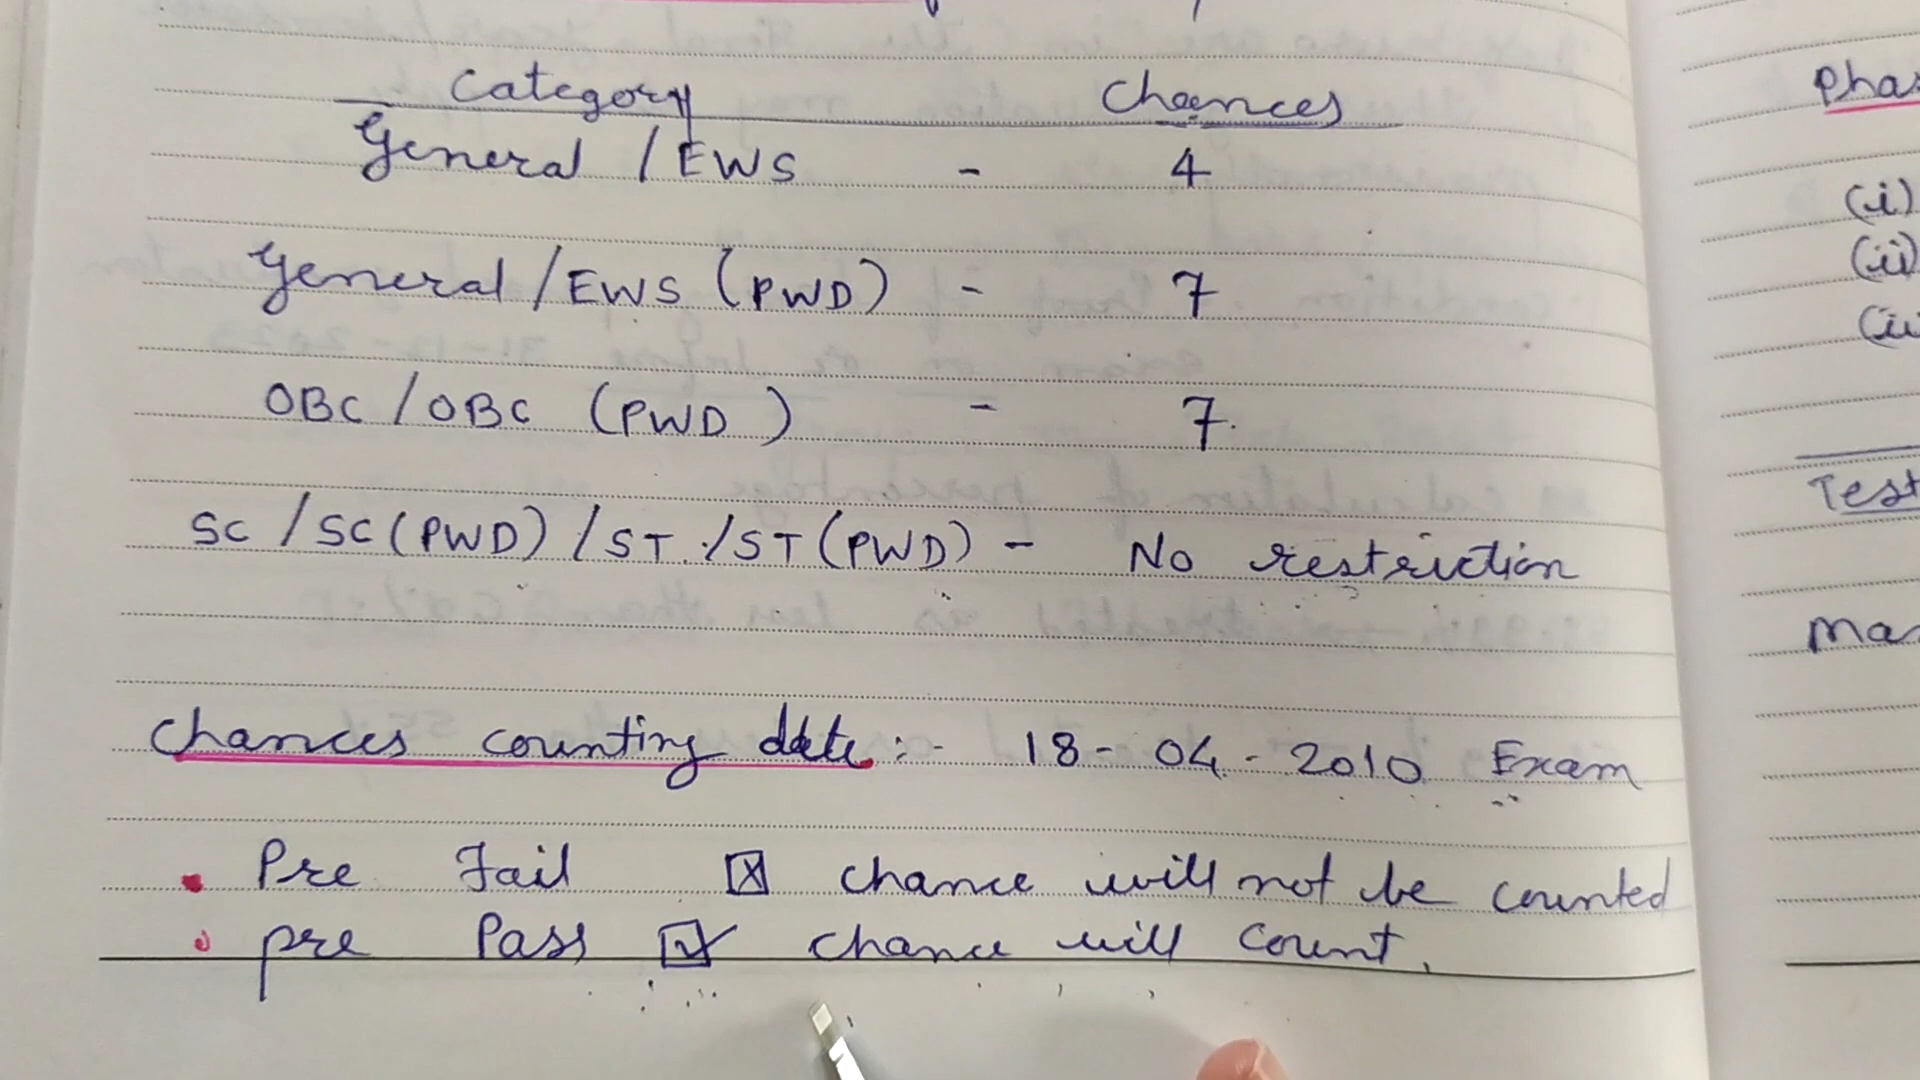 Category Chances
General / EWS - 4
General / EWS (PWD) - 7
OBC / OBC (PWD) - 7.
SC / SC (PWD) / ST / ST (PWD) - No restriction
Chances counting date :- 18-04-2010 Exam
Pre Fail ☒ chance will not be counted
pre Pass ☑ chance will count.
(i)
(ii)
Test